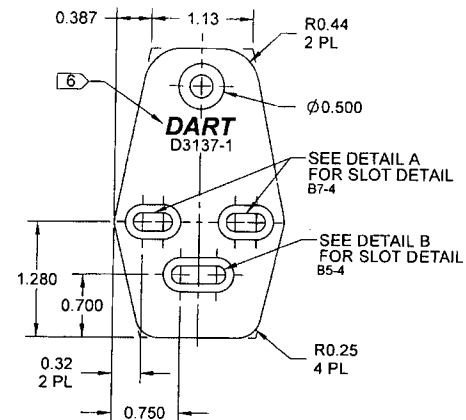 0.387
1.13
R0.44
2 PL
6
Ø0.500
DART
D3137-1
SEE DETAIL A
FOR SLOT DETAIL
B7-4
SEE DETAIL B
FOR SLOT DETAIL
B5-4
1.280
0.700
R0.25
4 PL
0.32
2 PL
0.750